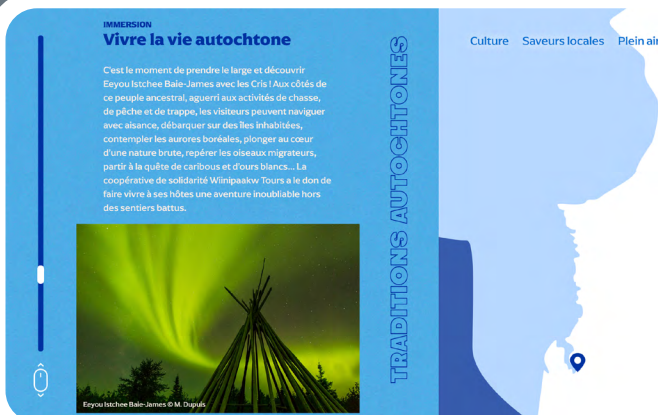 IMMERSION
Vivre la vie autochtone
C'est le moment de prendre le large et découvrir
Eeyou Istchee Baie-James avec les Cris ! Aux côtés de
ce peuple ancestral, aguerri aux activités de chasse,
de pêche et de trappe, les visiteurs peuvent naviguer
avec aisance, débarquer sur des îles inhabitées,
contempler les aurores boréales, plonger au cœur
d'une nature brute, repérer les oiseaux migrateurs,
partir à la quête de caribous et d'ours blancs... La
coopérative de solidarité Wiinipaakw Tours a le don de
faire vivre à ses hôtes une aventure inoubliable hors
des sentiers battus.
Eeyou Istchee Baie-James © M. Dupuis
TRADITIONS AUTOCHTONES
Culture Saveurs locales Plein air